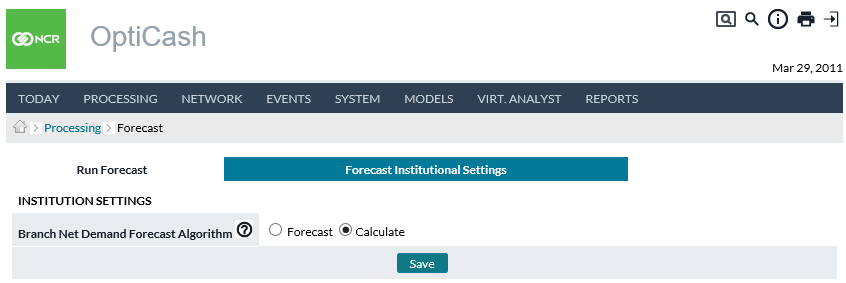 NCR
OptiCash
Mar 29, 2011
TODAY PROCESSING NETWORK EVENTS SYSTEM MODELS VIRT. ANALYST REPORTS
Processing Forecast
Run Forecast Forecast Institutional Settings
INSTITUTION SETTINGS
Branch Net Demand Forecast Algorithm ? Forecast Calculate
Save